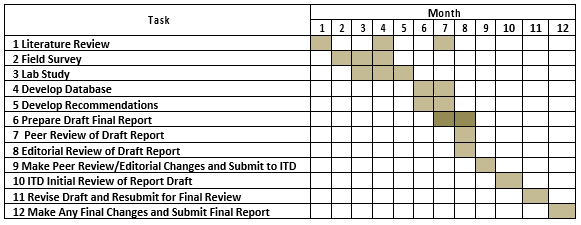 Task
Month
1 2 3 4 5 6 7 8 9 10 11 12
1 Literature Review
2 Field Survey
3 Lab Study
4 Develop Database
5 Develop Recommendations
6 Prepare Draft Final Report
7 Peer Review of Draft Report
8 Editorial Review of Draft Report
9 Make Peer Review/Editorial Changes and Submit to ITD
10 ITD Initial Review of Report Draft
11 Revise Draft and Resubmit for Final Review
12 Make Any Final Changes and Submit Final Report